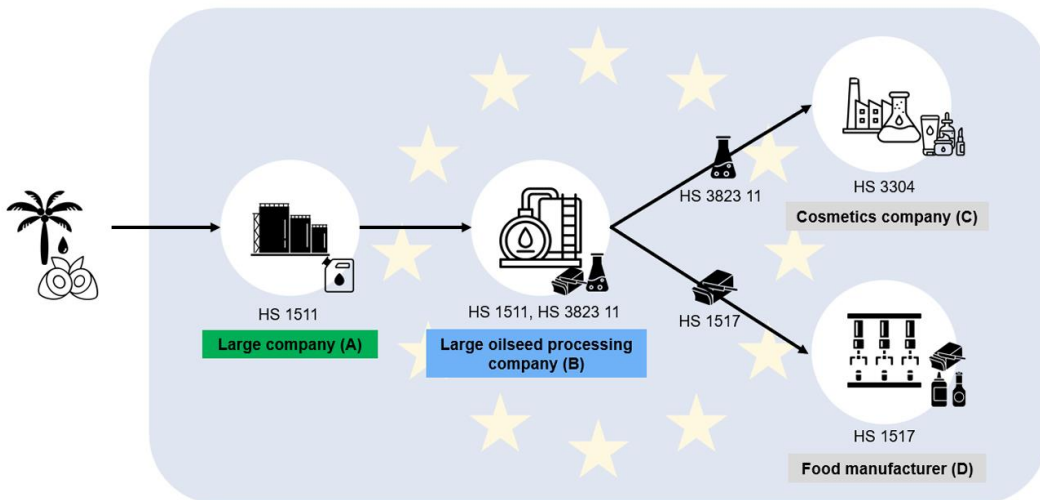 HS 1511
Large company (A)
HS 1511, HS 3823 11
Large oilseed processing
company (B)
HS 3823 11
HS 1517
HS 3304
Cosmetics company (C)
HS 1517
Food manufacturer (D)